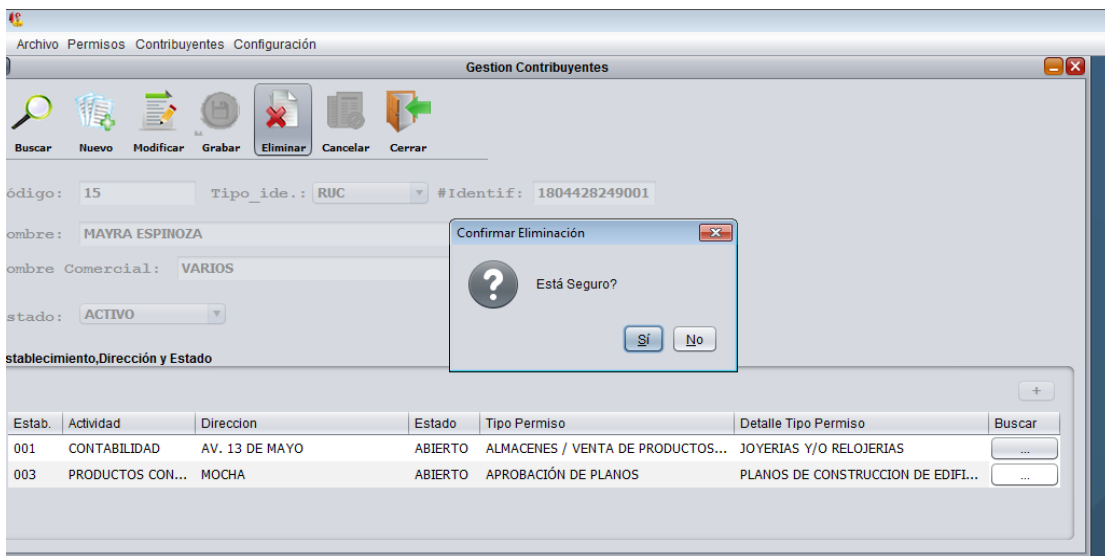 Archivo Permisos Contribuyentes Configuración
Gestion Contribuyentes
Buscar Nuevo Modificar Grabar Eliminar Cancelar Cerrar
ódigo: 15 Tipo_ide.: RUC #Identif: 1804428249001
ombre: MAYRA ESPINOZA
ombre Comercial: VARIOS
stado: ACTIVO
Confirmar Eliminación
?
Está Seguro?
Sí No
stablecimiento,Dirección y Estado
+
Estab. Actividad Direccion Estado Tipo Permiso Detalle Tipo Permiso Buscar
001 CONTABILIDAD AV. 13 DE MAYO ABIERTO ALMACENES / VENTA DE PRODUCTOS... JOYERIAS Y/O RELOJERIAS ...
003 PRODUCTOS CON... MOCHA ABIERTO APROBACIÓN DE PLANOS PLANOS DE CONSTRUCCION DE EDIFI... ...